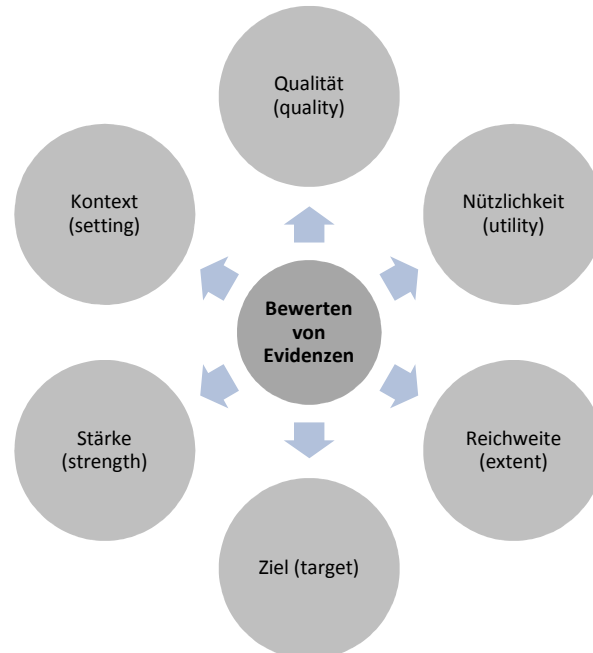 Qualität
(quality)
Nützlichkeit
(utility)
Reichweite
(extent)
Ziel (target)
Stärke
(strength)
Kontext
(setting)
Bewerten
von
Evidenzen